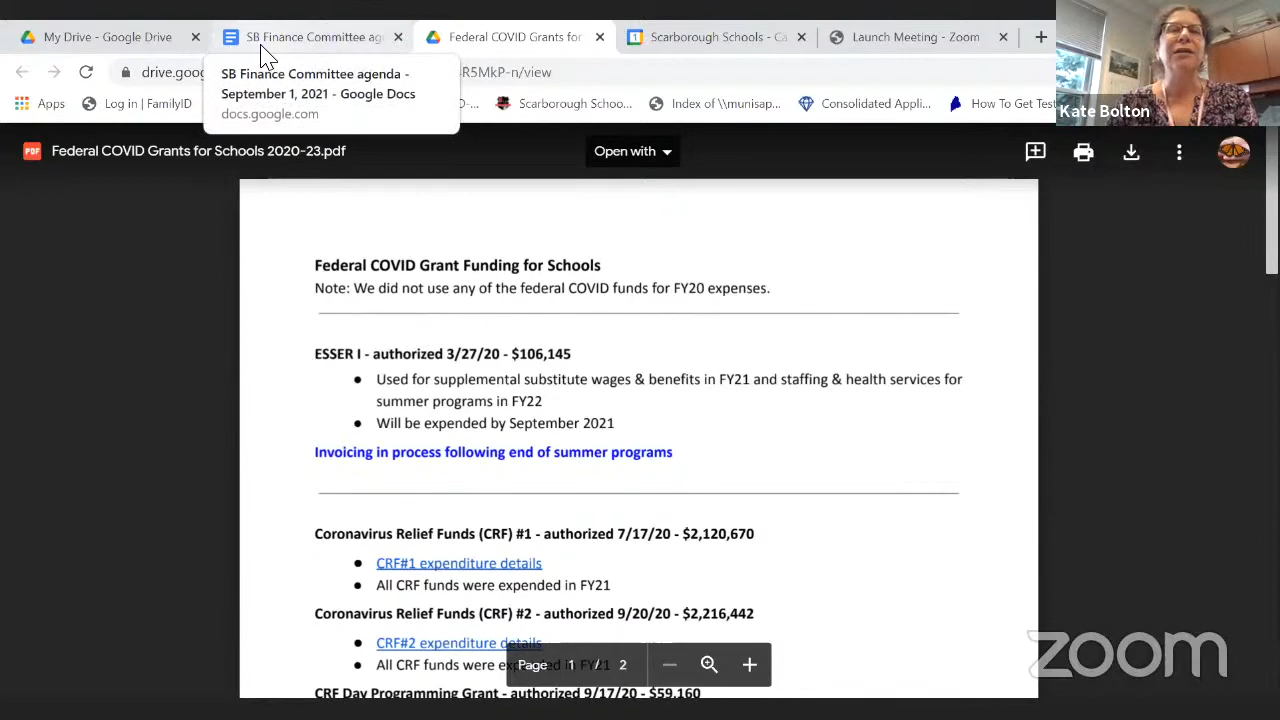 My Drive - Google Drive
SB Finance Committee ag
Federal COVID Grants for
Scarborough Schools - Ca
Launch Meeting - Zoom
drive.goog
R5MkP-n/view
SB Finance Committee agenda -
September 1, 2021 - Google Docs
docs.google.com
Apps
Log in | FamilyID
Scarborough Schoo...
Index of \\munisap...
Consolidated Appli...
How To Get Test
Kate Bolton
PDF
Federal COVID Grants for Schools 2020-23.pdf
Open with
Federal COVID Grant Funding for Schools
Note: We did not use any of the federal COVID funds for FY20 expenses.
ESSER I - authorized 3/27/20 - $106,145
● Used for supplemental substitute wages & benefits in FY21 and staffing & health services for
summer programs in FY22
● Will be expended by September 2021
Invoicing in process following end of summer programs
Coronavirus Relief Funds (CRF) #1 - authorized 7/17/20 - $2,120,670
● CRF#1 expenditure details
● All CRF funds were expended in FY21
Coronavirus Relief Funds (CRF) #2 - authorized 9/20/20 - $2,216,442
● CRF#2 expenditure details
● All CRF funds were expended in FY21
Page 1 / 2
CRF Day Programming Grant - authorized 9/17/20 - $59,160
zoom